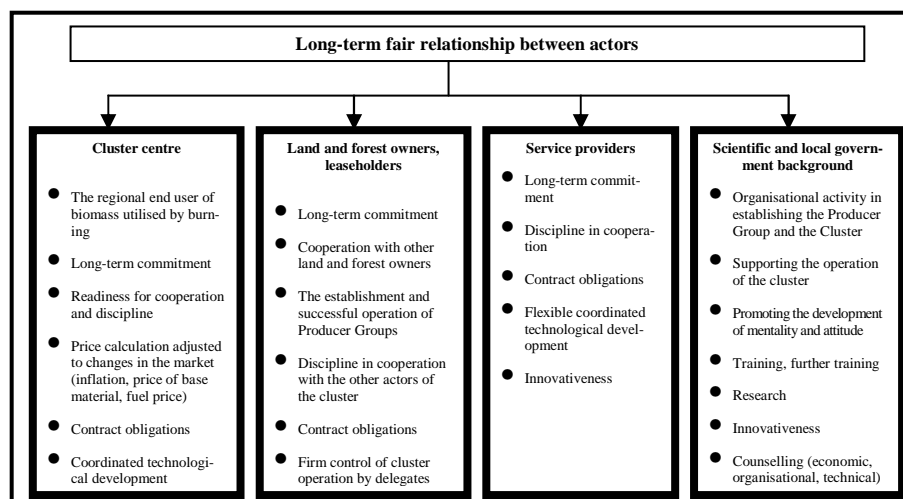 Long-term fair relationship between actors
Cluster centre
● The regional end user of
biomass utilised by burn-
ing
● Long-term commitment
● Readiness for cooperation
and discipline
● Price calculation adjusted
to changes in the market
(inflation, price of base
material, fuel price)
● Contract obligations
● Coordinated technologi-
cal development
Land and forest owners,
leaseholders
● Long-term commitment
● Cooperation with other
land and forest owners
● The establishment and
successful operation of
Producer Groups
● Discipline in cooperation
with the other actors of
the cluster
● Contract obligations
● Firm control of cluster
operation by delegates
Service providers
● Long-term commit-
ment
● Discipline in coopera-
tion
● Contract obligations
● Flexible coordinated
technological devel-
opment
● Innovativeness
Scientific and local govern-
ment background
● Organisational activity in
establishing the Producer
Group and the Cluster
● Supporting the operation
of the cluster
● Promoting the development
of mentality and attitude
● Training, further training
● Research
● Innovativeness
● Counselling (economic,
organisational, technical)